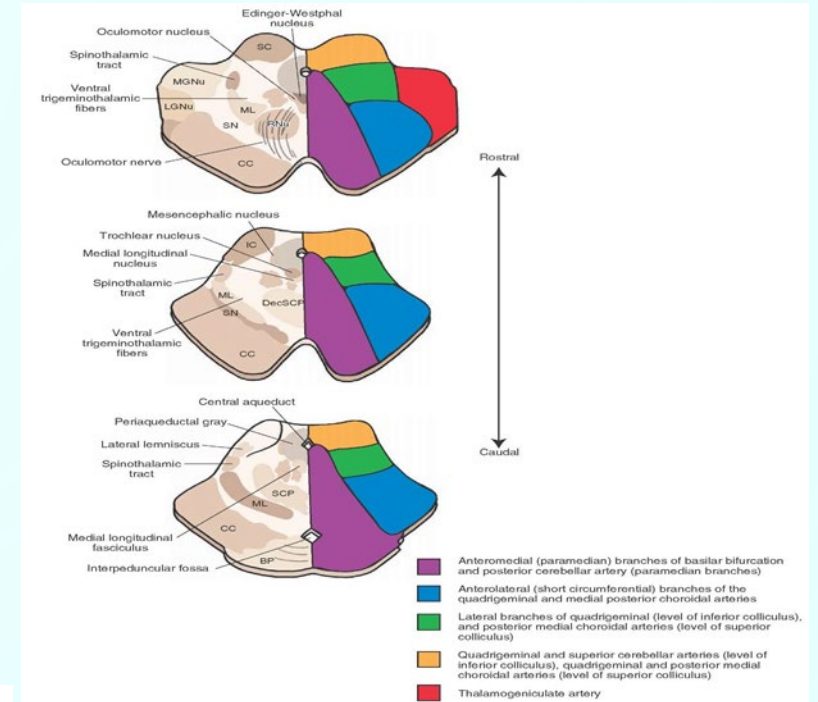 Edinger-Westphal
nucleus
Oculomotor nucleus
SC
Spinothalamic
tract
MGNu
Ventral
trigeminothalamic
fibers
LGNu
ML
SN
RNu
Oculomotor nerve
CC
Rostral
Mesencephalic nucleus
Trochlear nucleus
IC
Medial longitudinal
nucleus
Spinothalamic
tract
ML
DecSCP
SN
Ventral
trigeminothalamic
fibers
CC
Central aqueduct
Periaqueductal gray
Lateral lemniscus
Caudal
Spinothalamic
tract
SCP
ML
CC
Medial longitudinal
fasciculus
BP
Interpeduncular fossa
Anteromedial (paramedian) branches of basilar bifurcation
and posterior cerebellar artery (paramedian branches)
Anterolateral (short circumferential) branches of the
quadrigeminal and medial posterior choroidal arteries
Lateral branches of quadrigeminal (level of inferior colliculus),
and posterior medial choroidal arteries (level of superior
colliculus)
Quadrigeminal and superior cerebellar arteries (level of
inferior colliculus), quadrigeminal and posterior medial
choroidal arteries (level of superior colliculus)
Thalamogeniculate artery